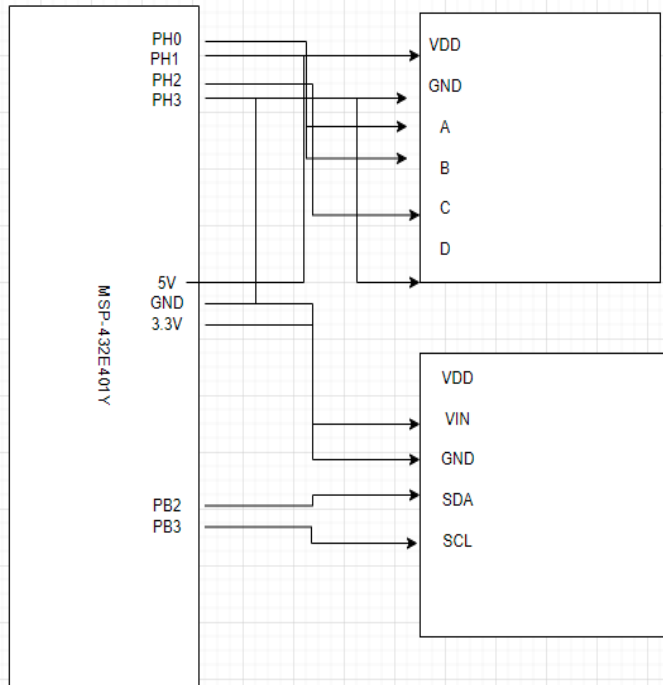 PH0
PH1
PH2
PH3
5V
GND
3.3V
PB2
PB3
MSP-432E401Y
VDD
GND
A
B
C
D
VDD
VIN
GND
SDA
SCL